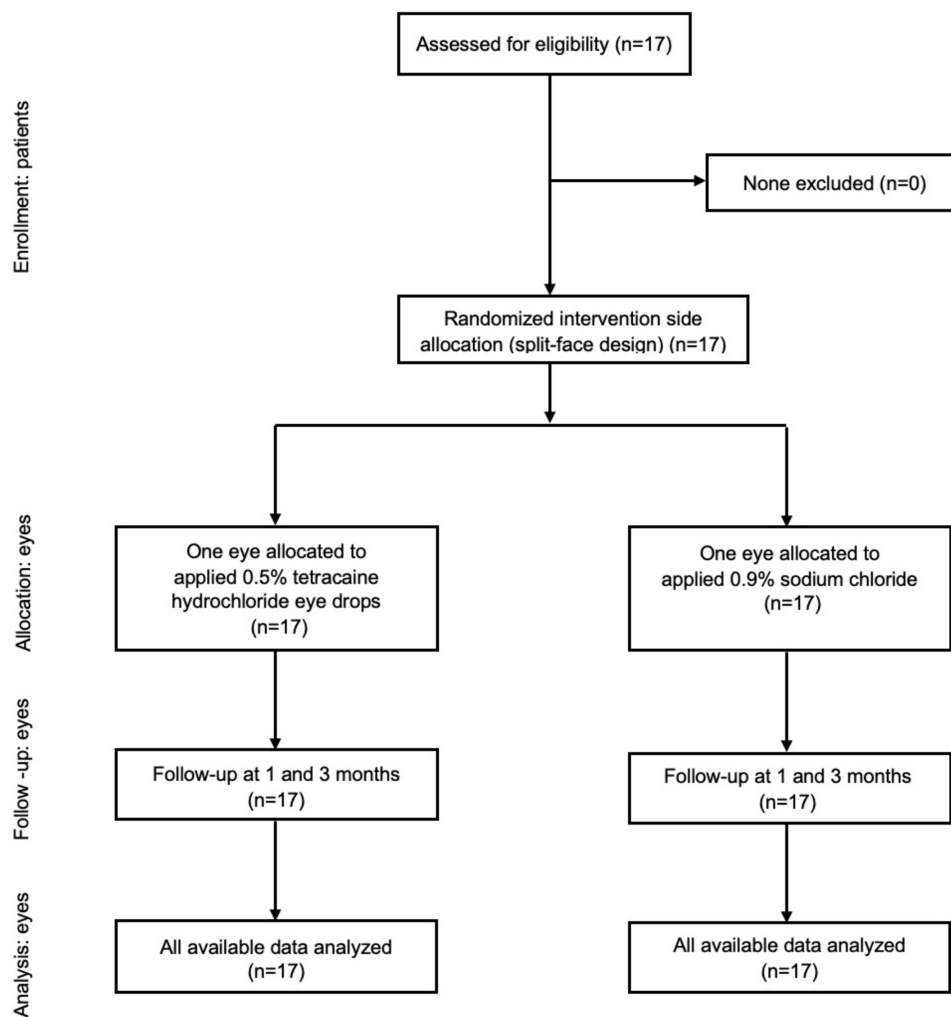 Assessed for eligibility (n=17)
Enrollment: patients
None excluded (n=0)
Randomized intervention side
allocation (split-face design) (n=17)
Allocation: eyes
One eye allocated to
applied 0.5% tetracaine
hydrochloride eye drops
(n=17)
One eye allocated to
applied 0.9% sodium chloride
(n=17)
Follow -up: eyes
Follow-up at 1 and 3 months
(n=17)
Follow-up at 1 and 3 months
(n=17)
Analysis: eyes
All available data analyzed
(n=17)
All available data analyzed
(n=17)